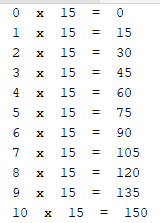 0 x 15 = 0
1 x 15 = 15
2 x 15 = 30
3 x 15 = 45
4 x 15 = 60
5 x 15 = 75
6 x 15 = 90
7 x 15 = 105
8 x 15 = 120
9 x 15 = 135
10 x 15 = 150